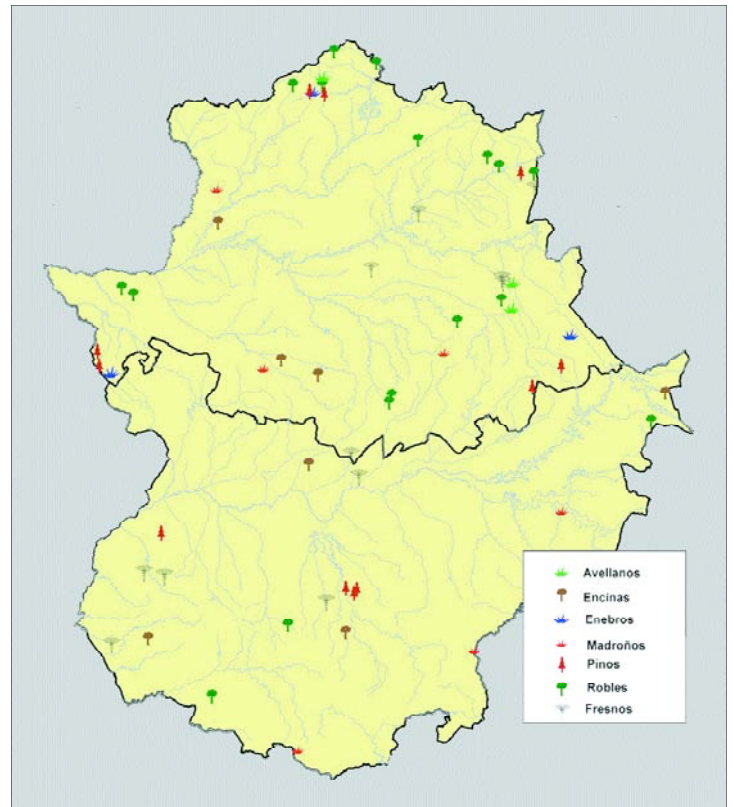 Avellanos
Encinas
Enebros
Madroños
Pinos
Robles
Fresnos